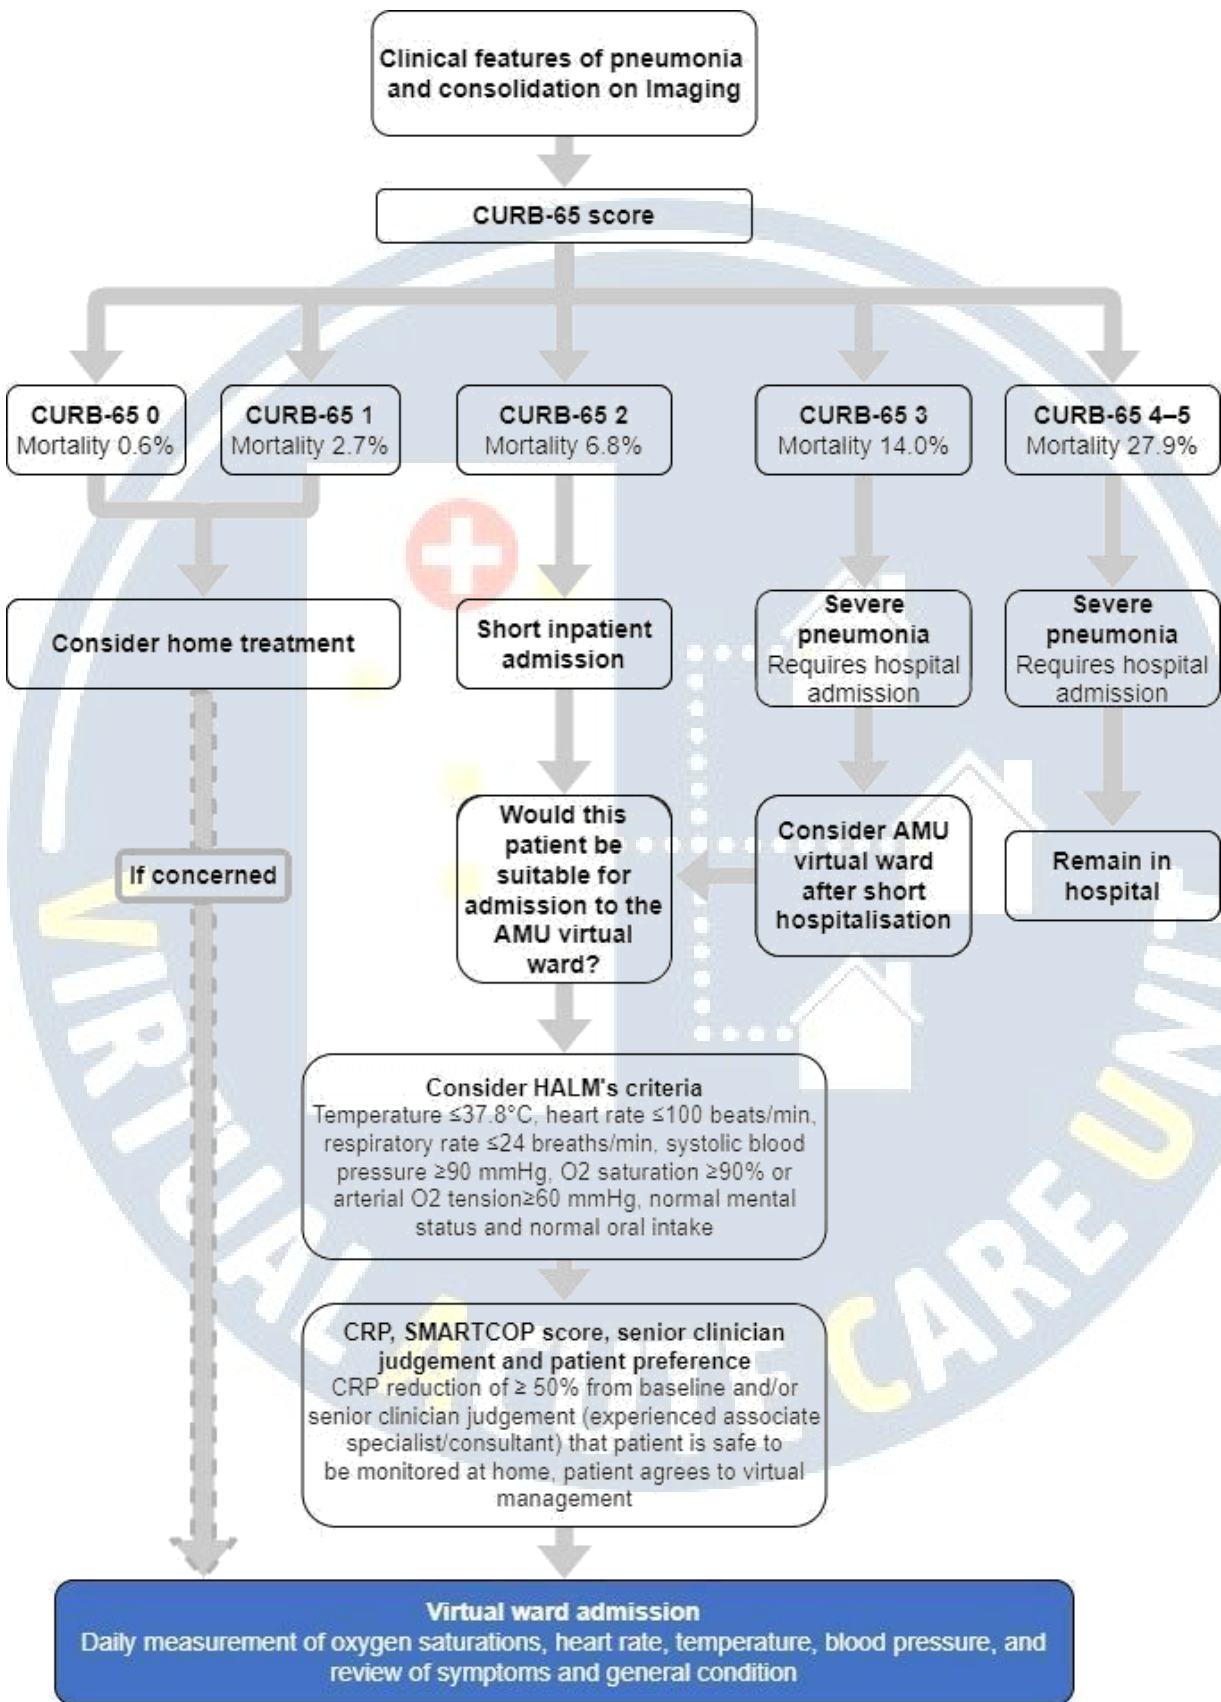 Clinical features of pneumonia
and consolidation on Imaging
CURB-65 score
CURB-65 0
Mortality 0.6%
CURB-65 1
Mortality 2.7%
CURB-65 2
Mortality 6.8%
CURB-65 3
Mortality 14.0%
CURB-65 4–5
Mortality 27.9%
Consider home treatment
Short inpatient
admission
Severe
pneumonia
Requires hospital
admission
Severe
pneumonia
Requires hospital
admission
If concerned
Would this
patient be
suitable for
admission to the
AMU virtual
ward?
Consider AMU
virtual ward
after short
hospitalisation
Remain in
hospital
Consider HALM's criteria
Temperature ≤37.8°C, heart rate ≤100 beats/min,
respiratory rate ≤24 breaths/min, systolic blood
pressure ≥90 mmHg, O2 saturation ≥90% or
arterial O2 tension≥60 mmHg, normal mental
status and normal oral intake
CRP, SMARTCOP score, senior clinician
judgement and patient preference
CRP reduction of ≥ 50% from baseline and/or
senior clinician judgement (experienced associate
specialist/consultant) that patient is safe to
be monitored at home, patient agrees to virtual
management
Virtual ward admission
Daily measurement of oxygen saturations, heart rate, temperature, blood pressure, and
review of symptoms and general condition
VIRTUAL ACUTE CARE UNIT